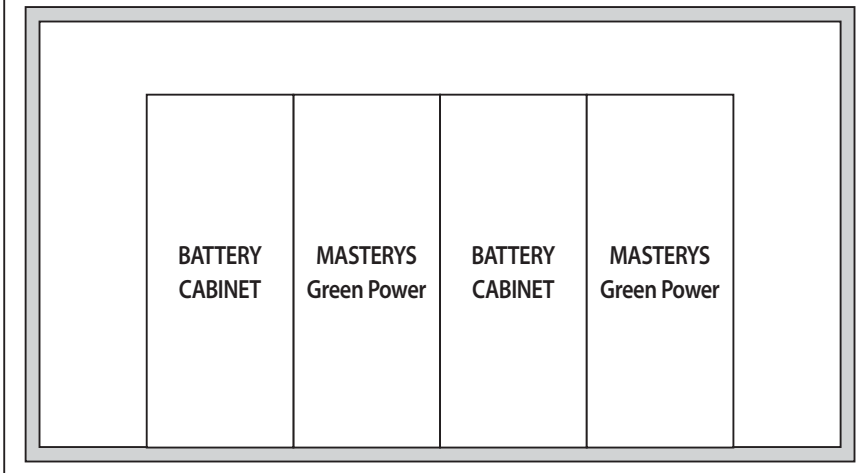 BATTERY
CABINET
MASTERYS
Green Power
BATTERY
CABINET
MASTERYS
Green Power